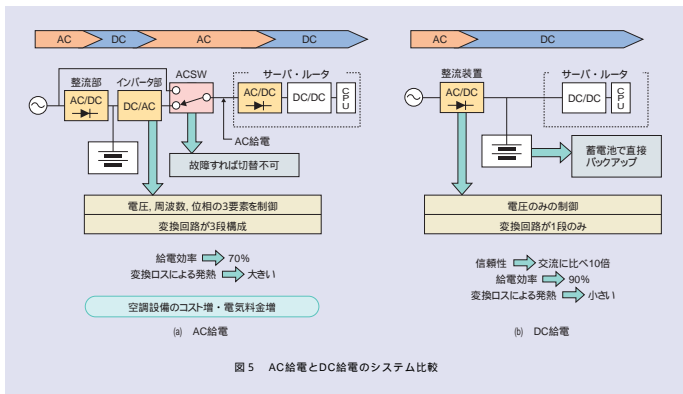 AC
DC
AC
DC
整流部
インバータ部
ACSW
サーバ・ルータ
AC/DC
DC/AC
AC/DC
DC/DC
CPU
AC給電
故障すれば切替不可
電圧，周波数，位相の3要素を制御
変換回路が3段構成
給電効率
70%
変換ロスによる発熱
大きい
空調設備のコスト増・電気料金増
(a) AC給電
AC
DC
整流装置
サーバ・ルータ
AC/DC
DC/DC
CPU
蓄電池で直接
バックアップ
電圧のみの制御
変換回路が1段のみ
信頼性
交流に比べ10倍
給電効率
90%
変換ロスによる発熱
小さい
(b) DC給電
図5 AC給電とDC給電のシステム比較